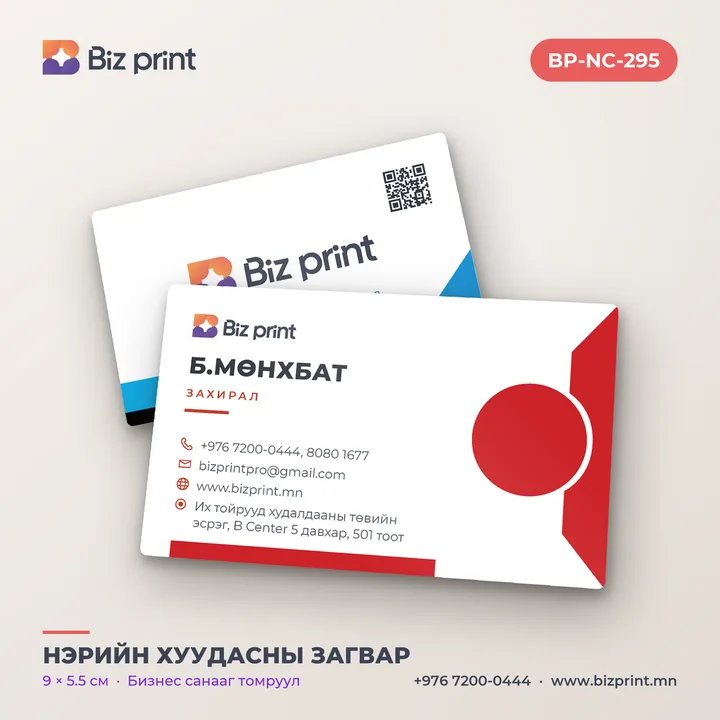 Biz print
BP-NC-295
Biz print
Biz print
Б.МӨНХБАТ
ЗАХИРАЛ
+976 7200-0444, 8080 1677
bizprintpro@gmail.com
www.bizprint.mn
Их тойрууд худалдааны төвийн
эсрэг, B Center 5 давхар, 501 тоот
НЭРИЙН ХУУДАСНЫ ЗАГВАР
9 × 5.5 см · Бизнес санааг томруул
+976 7200-0444 · www.bizprint.mn